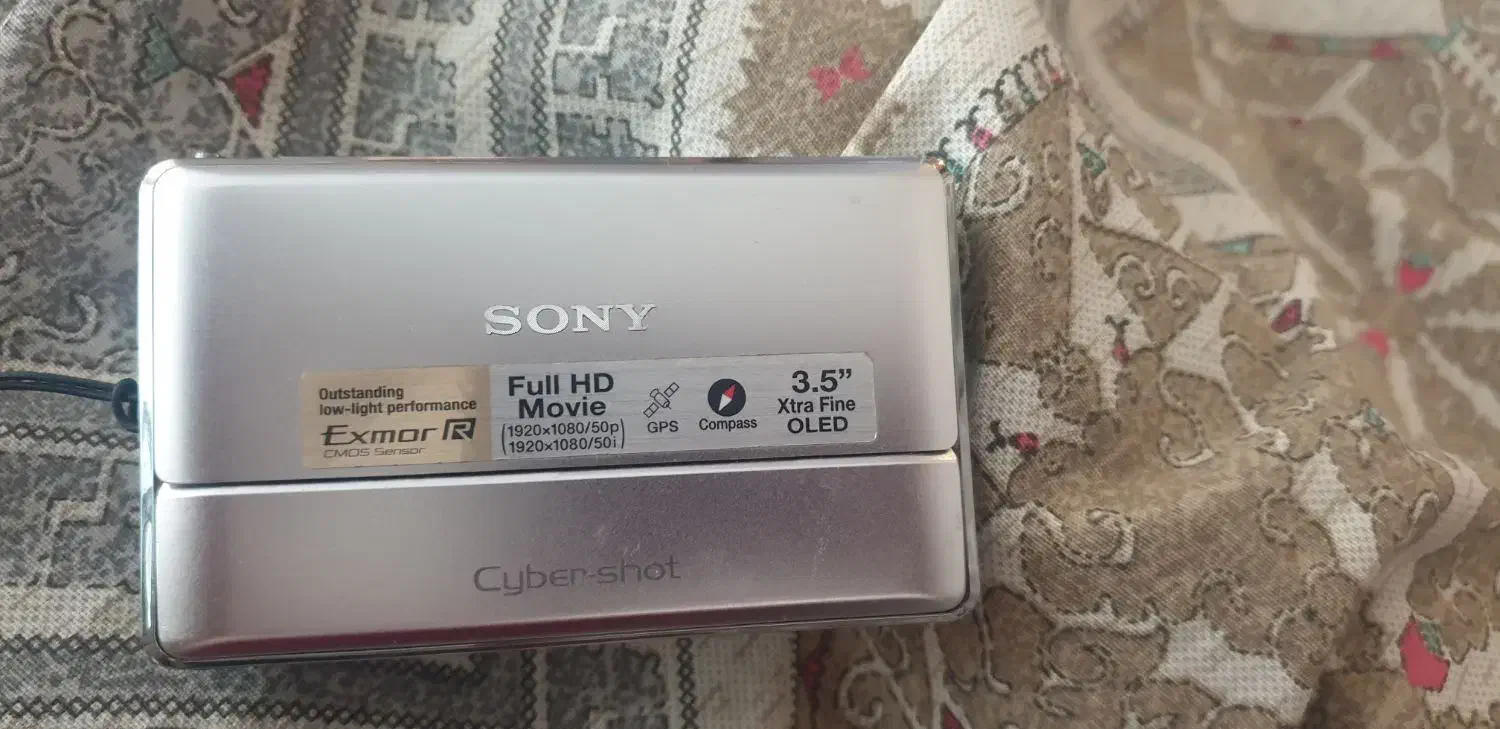 SONY
Outstanding
low-light performance
Exmor R
CMOS Sensor
Full HD
Movie
(1920×1080/50p)
(1920×1080/50i)
GPS
Compass
3.5”
Xtra Fine
OLED
Cyber-shot